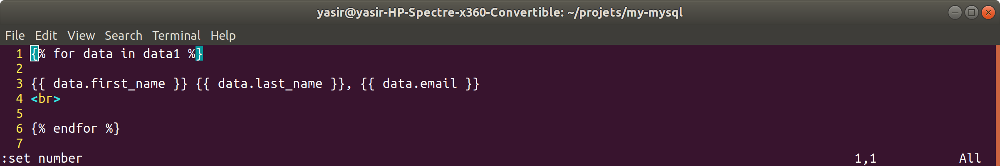 yasir@yasir-HP-Spectre-x360-Convertible: ~/projets/my-mysql
File Edit View Search Terminal Help
1 {% for data in data1 %}
2
3 {{ data.first_name }} {{ data.last_name }}, {{ data.email }}
4 <br>
5
6 {% endfor %}
7
:set number 1,1 All